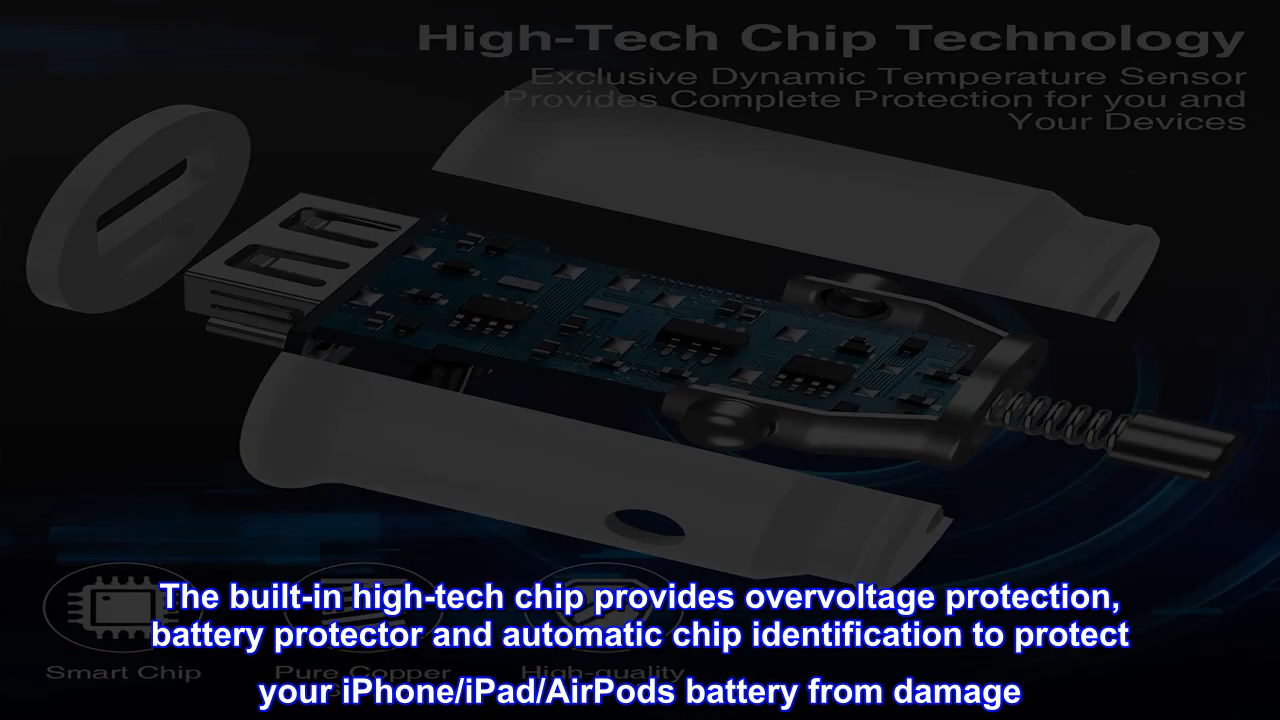 High-Tech Chip Technology
Exclusive Dynamic Temperature Sensor
Provides Complete Protection for you and
Your Devices
The built-in high-tech chip provides overvoltage protection,
battery protector and automatic chip identification to protect
Smart Chip
Pure Copper
High-quality
your iPhone/iPad/AirPods battery from damage